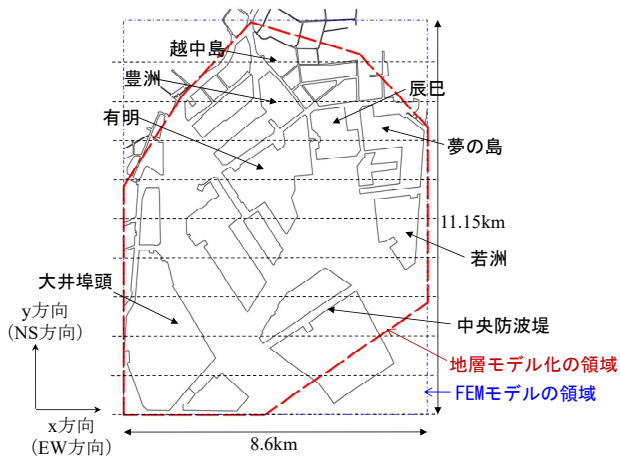 越中島
豊洲
辰巳
有明
夢の島
11.15km
若洲
大井埠頭
y方向
(NS方向)
中央防波堤
地層モデル化の領域
FEMモデルの領域
x方向
(EW方向)
8.6km